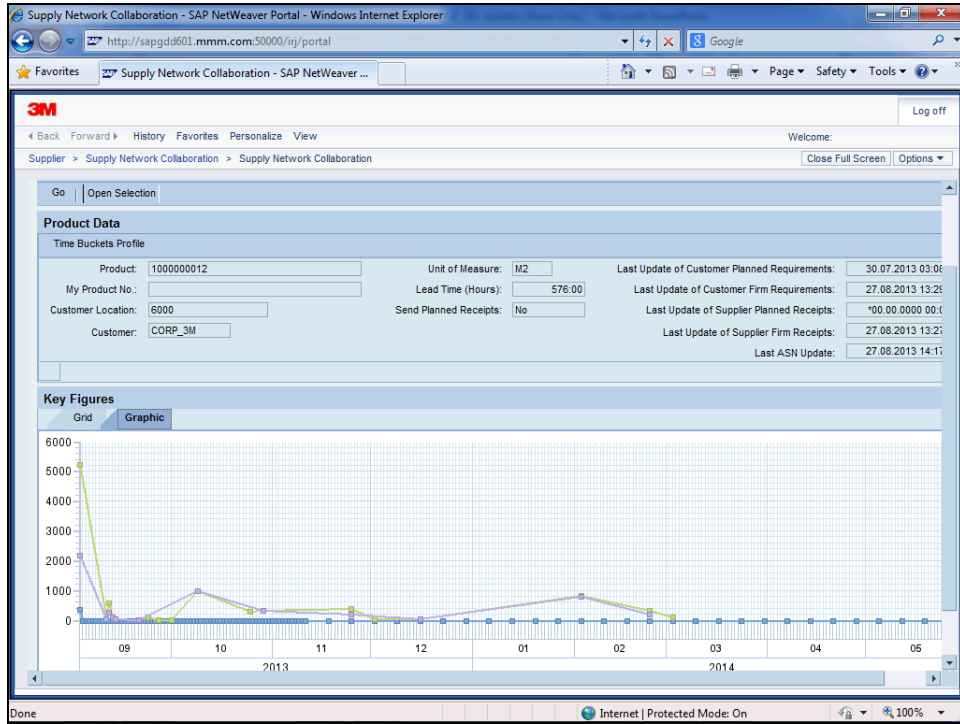 Supply Network Collaboration - SAP NetWeaver Portal - Windows Internet Explorer
http://sapgdd601.mmm.com:50000/irj/portal
Google
Favorites
Supply Network Collaboration - SAP NetWeaver ...
Page Safety Tools
3M
Log off
Back Forward History Favorites Personalize View Welcome:
Supplier > Supply Network Collaboration > Supply Network Collaboration Close Full Screen Options
Go Open Selection
Product Data
Time Buckets Profile
Product: 1000000012 Unit of Measure: M2 Last Update of Customer Planned Requirements: 30.07.2013 03:08
My Product No.: Lead Time (Hours): 576:00 Last Update of Customer Firm Requirements: 27.08.2013 13:29
Customer Location: 6000 Send Planned Receipts: No Last Update of Supplier Planned Receipts: *00.00.0000 00:0
Customer: CORP_3M Last Update of Supplier Firm Receipts: 27.08.2013 13:27
Last ASN Update: 27.08.2013 14:17
Key Figures
Grid Graphic
6000
5000
4000
3000
2000
1000
0
09 10 11 12 01 02 03 04 05
2013 2014
Done Internet | Protected Mode: On 100%